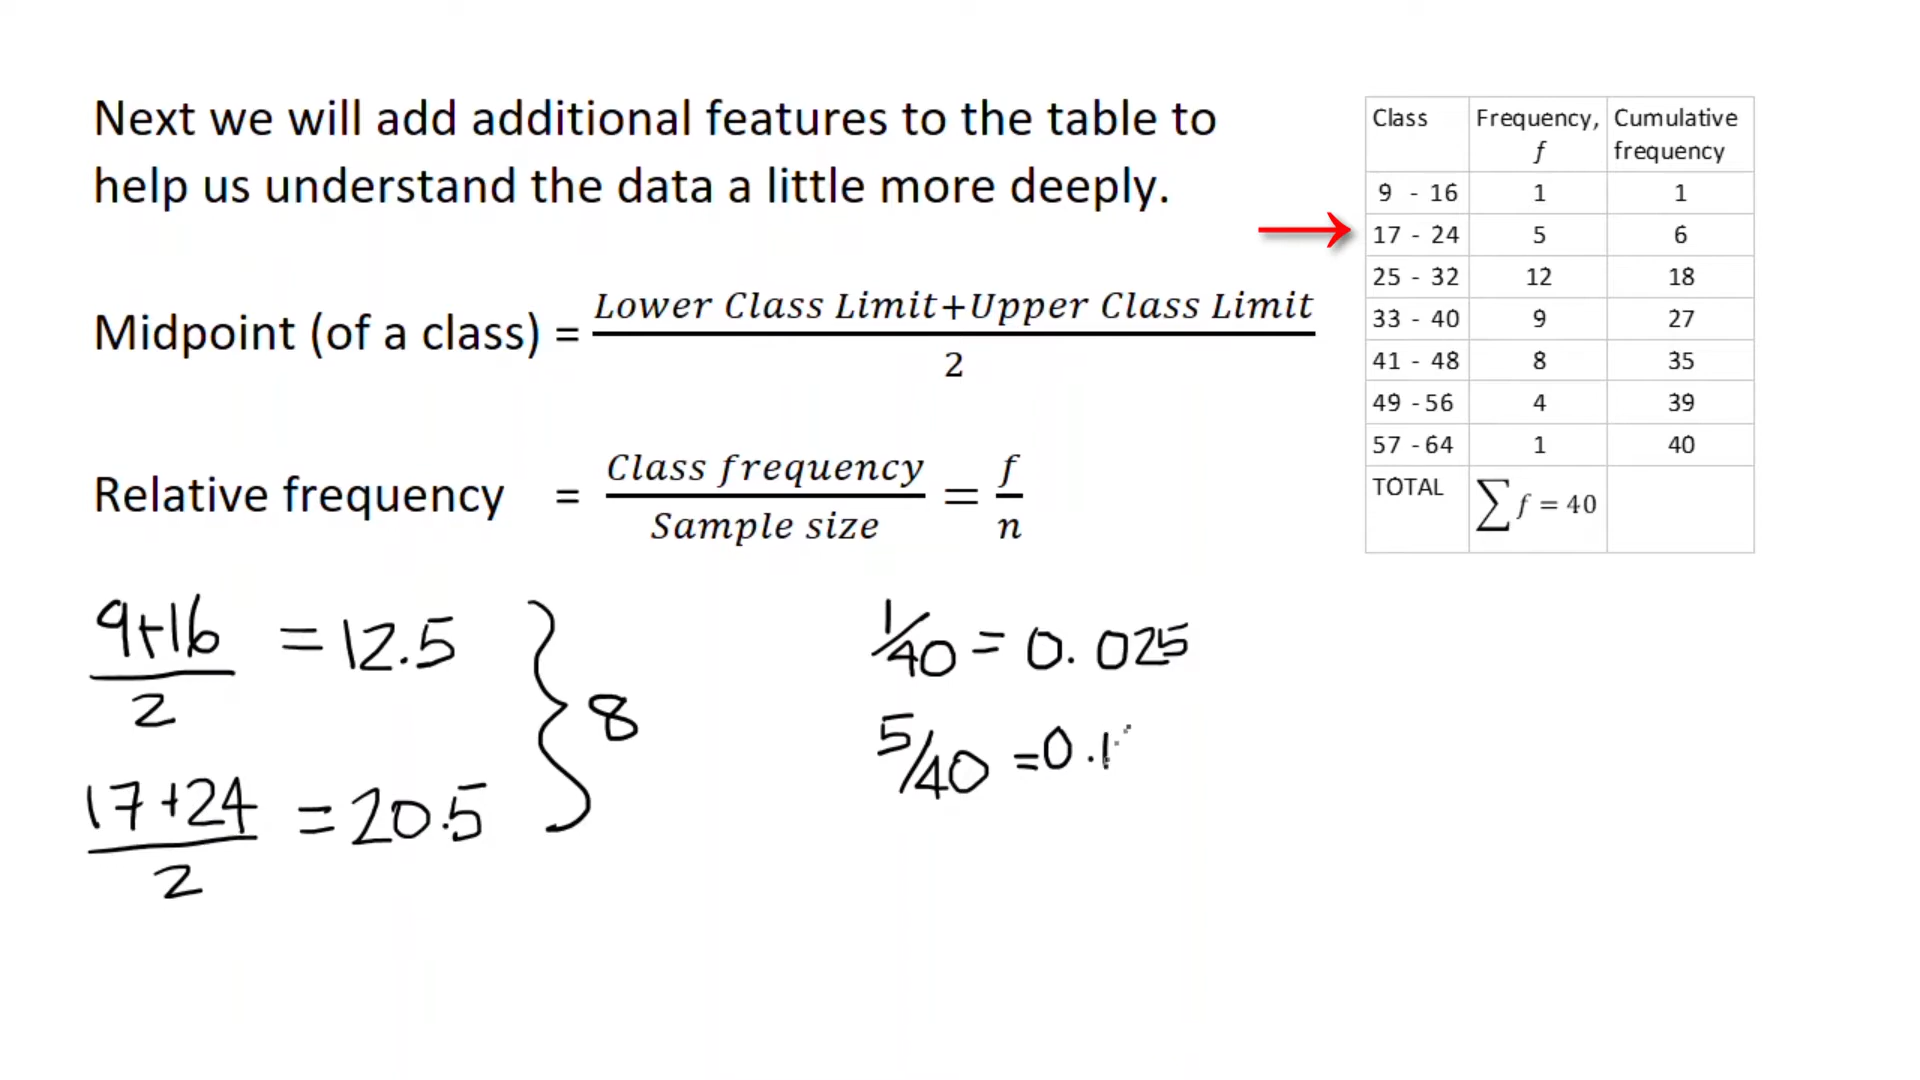 Next we will add additional features to the table to
help us understand the data a little more deeply.
Midpoint (of a class) = Lower Class Limit+Upper Class Limit
2
Relative frequency = Class frequency = f
Sample size n
9+16 = 12.5
2
17+24 = 20.5
2
8
1/40 = 0.025
5/40 = 0.1
Class Frequency, f Cumulative frequency
9 - 16 1 1
17 - 24 5 6
25 - 32 12 18
33 - 40 9 27
41 - 48 8 35
49 - 56 4 39
57 - 64 1 40
TOTAL ∑ f = 40